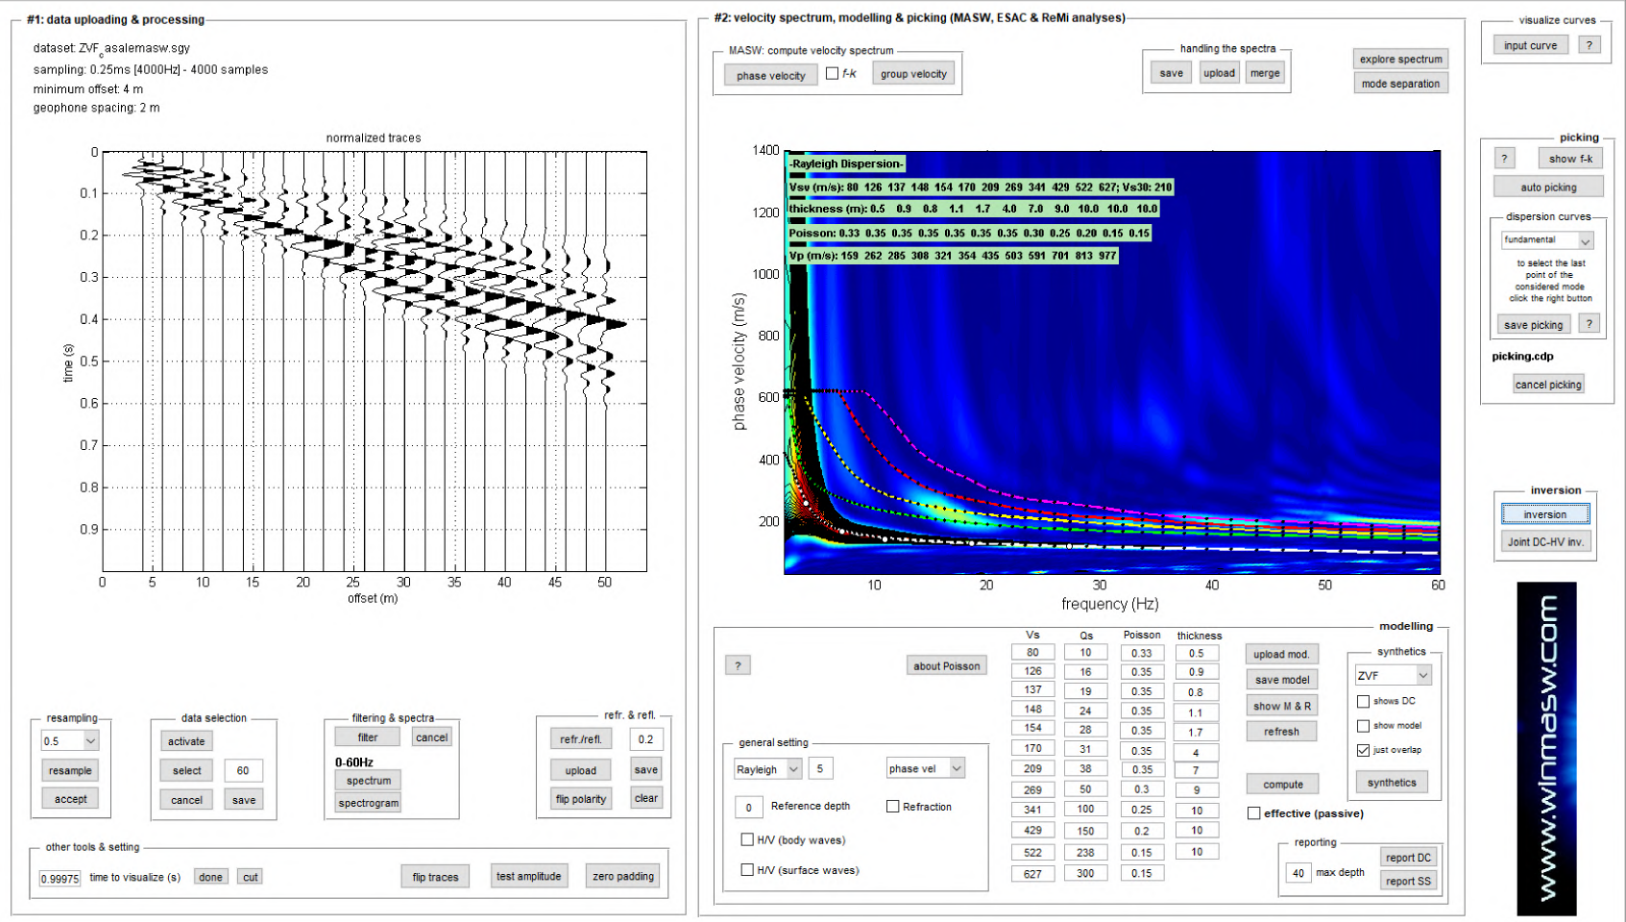 #1: data uploading & processing
dataset: ZVFcasalemasw.sgy
sampling: 0.25ms [4000Hz] - 4000 samples
minimum offset: 4 m
geophone spacing: 2 m
normalized traces
0
0.1
0.2
0.3
0.4
0.5
0.6
0.7
0.8
0.9
time (s)
0 5 10 15 20 25 30 35 40 45 50
offset (m)
resampling
0.5
resample
accept
data selection
activate
select 60
cancel save
filtering & spectra
filter cancel
0-60Hz
spectrum
spectrogram
refr. & refl.
refr./refl. 0.2
upload save
flip polarity clear
other tools & setting
0.99975 time to visualize (s) done cut flip traces test amplitude zero padding
#2: velocity spectrum, modelling & picking (MASW, ESAC & ReMi analyses)
MASW: compute velocity spectrum
phase velocity f-k group velocity
handling the spectra
save upload merge
explore spectrum
mode separation
-Rayleigh Dispersion-
Vsv (m/s): 80 126 137 148 154 170 209 269 341 429 522 627; Vs30: 210
thickness (m): 0.5 0.9 0.8 1.1 1.7 4.0 7.0 9.0 10.0 10.0 10.0
Poisson: 0.33 0.35 0.35 0.35 0.35 0.35 0.35 0.30 0.25 0.20 0.15 0.15
Vp (m/s): 159 262 285 308 321 354 435 503 591 701 813 977
1400
1200
1000
800
600
400
200
phase velocity (m/s)
10 20 30 40 50 60
frequency (Hz)
modelling
?
about Poisson
general setting
Rayleigh 5 phase vel
0 Reference depth Refraction
H/V (body waves)
H/V (surface waves)
Vs Qs Poisson thickness
80 10 0.33 0.5
126 16 0.35 0.9
137 19 0.35 0.8
148 24 0.35 1.1
154 28 0.35 1.7
170 31 0.35 4
209 38 0.35 7
269 50 0.3 9
341 100 0.25 10
429 150 0.2 10
522 238 0.15 10
627 300 0.15
upload mod.
save model
show M & R
refresh
compute
effective (passive)
synthetics
ZVF
shows DC
show model
just overlap
synthetics
reporting
40 max depth
report DC
report SS
visualize curves
input curve ?
picking
? show f-k
auto picking
dispersion curves
fundamental
to select the last
point of the
considered mode
click the right button
save picking ?
picking.cdp
cancel picking
inversion
inversion
Joint DC-HV inv.
www.winmasw.com